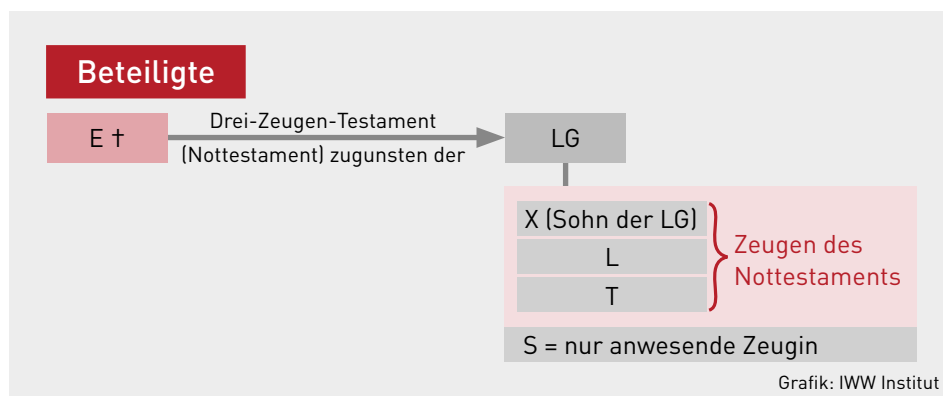 Beteiligte
E †
Drei-Zeugen-Testament
(Nottestament) zugunsten der
LG
X (Sohn der LG)
L
T
Zeugen des
Nottestaments
S = nur anwesende Zeugin
Grafik: IWW Institut